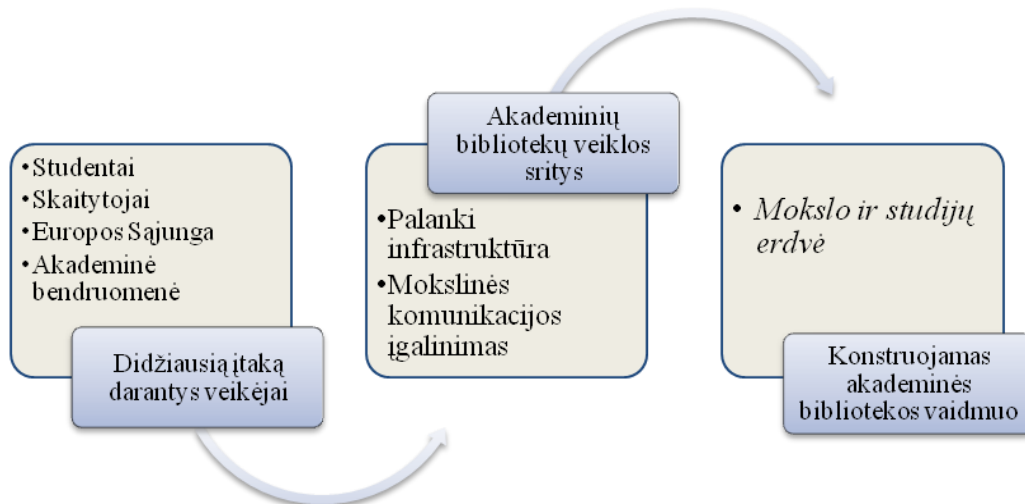 • Studentai
• Skaitytojai
• Europos Sąjunga
• Akademinė
bendruomenė
Didžiausią įtaką
darantys veikėjai
Akademinių
bibliotekų veiklos
sritys
• Palanki
infrastruktūra
• Mokslinės
komunikacijos
įgalinimas
• Mokslo ir studijų
erdvė
Konstruojamas
akademinės
bibliotekos vaidmuo